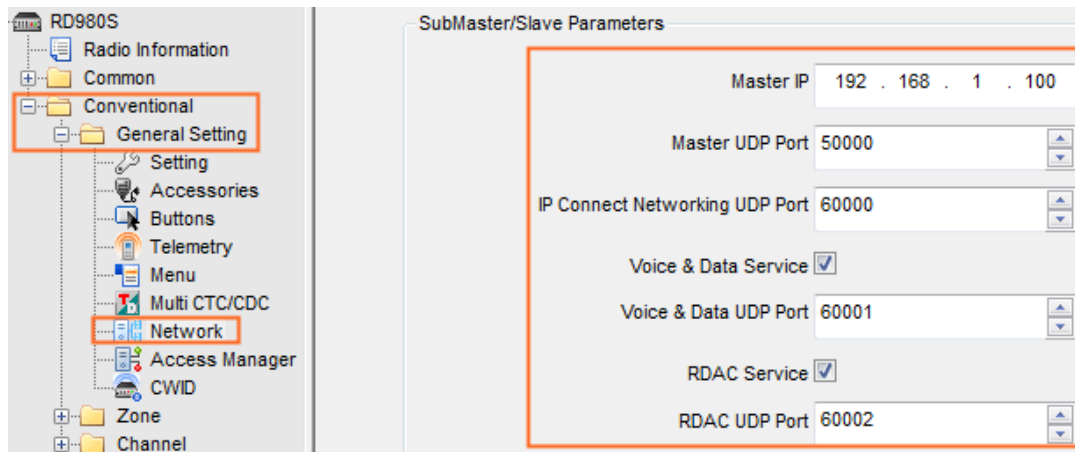 RD980S
Radio Information
Common
Conventional
General Setting
Setting
Accessories
Buttons
Telemetry
Menu
Multi CTC/CDC
Network
Access Manager
CWID
Zone
Channel
SubMaster/Slave Parameters
Master IP 192 . 168 . 1 . 100
Master UDP Port 50000
IP Connect Networking UDP Port 60000
Voice & Data Service
Voice & Data UDP Port 60001
RDAC Service
RDAC UDP Port 60002